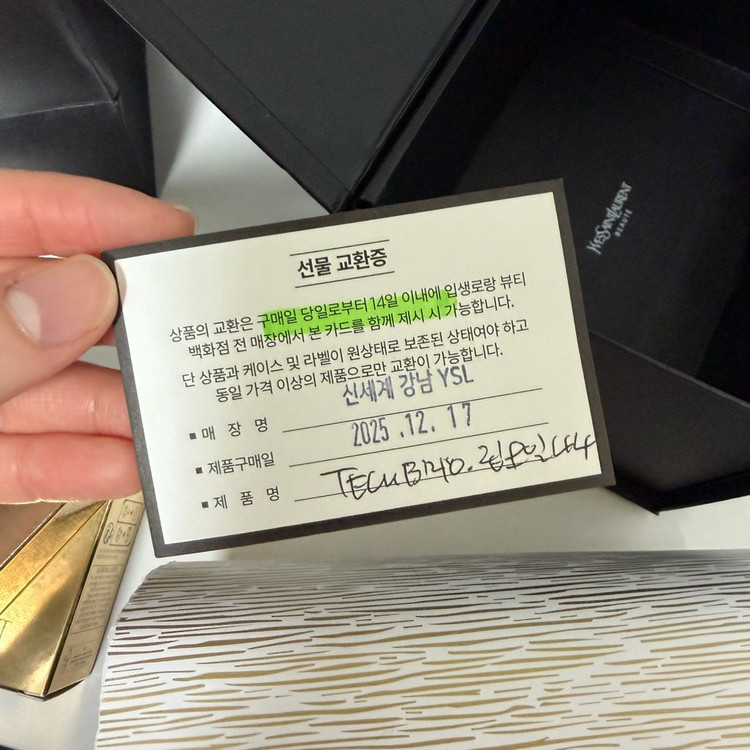 YVESSAINTLAURENT
BEAUTÉ
선물 교환증
상품의 교환은 구매일 당일로부터 14일 이내에 입생로랑 뷰티
백화점 전 매장에서 본 카드를 함께 제시 시 가능합니다.
단 상품과 케이스 및 라벨이 원상태로 보존된 상태여야 하고
동일 가격 이상의 제품으로만 교환이 가능합니다.
■ 매 장 명 신세계 강남 YSL
■ 제품구매일 2025.12.17
■ 제 품 명